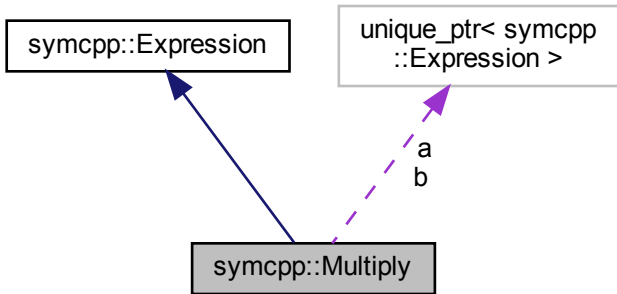 symcpp::Expression
unique_ptr< symcpp
::Expression >
a
b
symcpp::Multiply